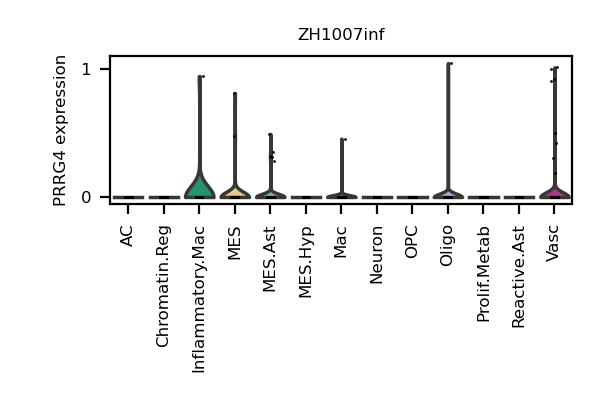 ZH1007inf
PRRG4 expression
1
0
AC
Chromatin.Reg
Inflammatory.Mac
MES
MES.Ast
MES.Hyp
Mac
Neuron
OPC
Oligo
Prolif.Metab
Reactive.Ast
Vasc